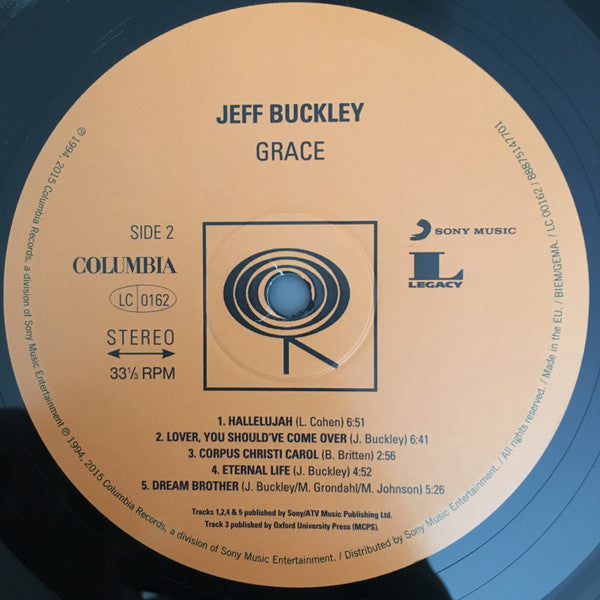 JEFF BUCKLEY
GRACE
SIDE 2
COLUMBIA
LC 0162
STEREO
33⅓ RPM
SONY MUSIC
L
LEGACY
1. HALLELUJAH (L. Cohen) 6:51
2. LOVER, YOU SHOULD'VE COME OVER (J. Buckley) 6:41
3. CORPUS CHRISTI CAROL (B. Britten) 2:56
4. ETERNAL LIFE (J. Buckley) 4:52
5. DREAM BROTHER (J. Buckley/M. Grondahl/M. Johnson) 5:26
Tracks 1,2,4 & 5 published by Sony/ATV Music Publishing Ltd.
Track 3 published by Oxford University Press (MCPS).
℗ 1994, 2015 Columbia Records, a division of Sony Music Entertainment ℗ 1994, 2015 Columbia Records, a division of Sony Music Entertainment. / Distributed by Sony Music Entertainment. / All rights reserved. / Made in the EU. / BIEM/GEMA. / LC 00162 / 88875147701